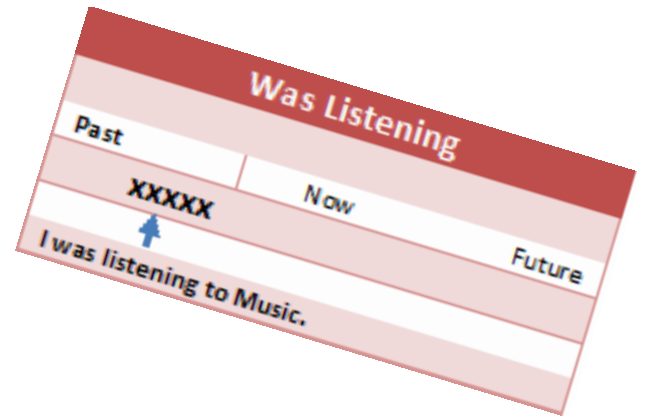 Was Listening
Past Now Future
xxxxx
I was listening to Music.